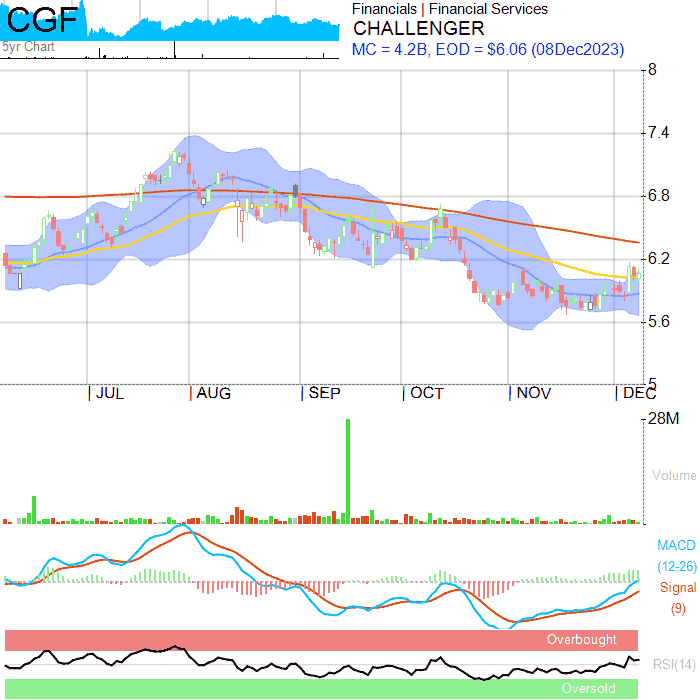 CGF
5yr Chart
Financials | Financial Services
CHALLENGER
MC = 4.2B, EOD = $6.06 (08Dec2023)
8
7.4
6.8
6.2
5.6
5
JUL AUG SEP OCT NOV DEC
28M
Volume
MACD
(12-26)
Signal
(9)
Overbought
RSI(14)
Oversold